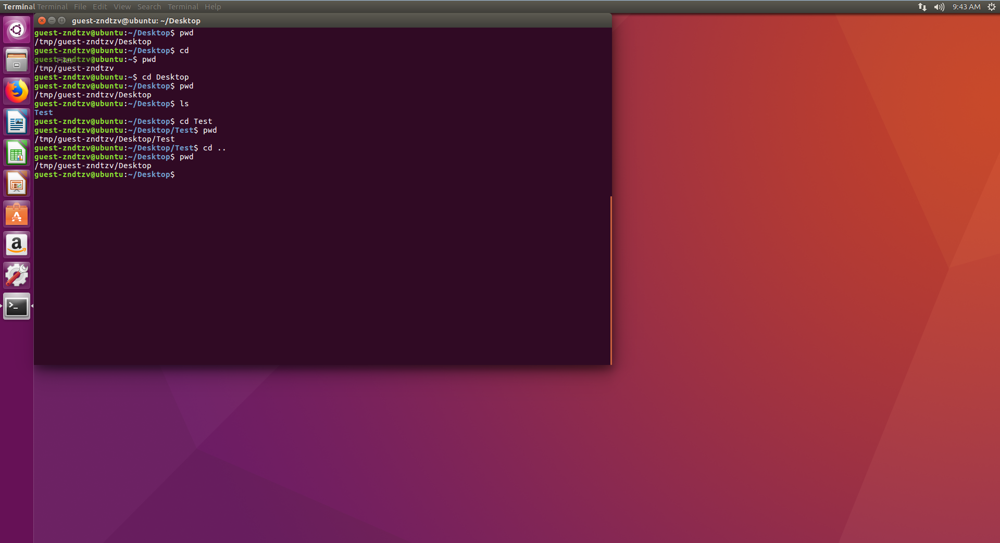 Terminal Terminal File Edit View Search Terminal Help 9:43 AM
guest-zndtzv@ubuntu: ~/Desktop
guest-zndtzv@ubuntu:~/Desktop$ pwd
/tmp/guest-zndtzv/Desktop
guest-zndtzv@ubuntu:~/Desktop$ cd
guest-zndtzv@ubuntu:~$ pwd
Files
/tmp/guest-zndtzv
guest-zndtzv@ubuntu:~$ cd Desktop
guest-zndtzv@ubuntu:~/Desktop$ pwd
/tmp/guest-zndtzv/Desktop
guest-zndtzv@ubuntu:~/Desktop$ ls
Test
guest-zndtzv@ubuntu:~/Desktop$ cd Test
guest-zndtzv@ubuntu:~/Desktop/Test$ pwd
/tmp/guest-zndtzv/Desktop/Test
guest-zndtzv@ubuntu:~/Desktop/Test$ cd ..
guest-zndtzv@ubuntu:~/Desktop$ pwd
/tmp/guest-zndtzv/Desktop
guest-zndtzv@ubuntu:~/Desktop$